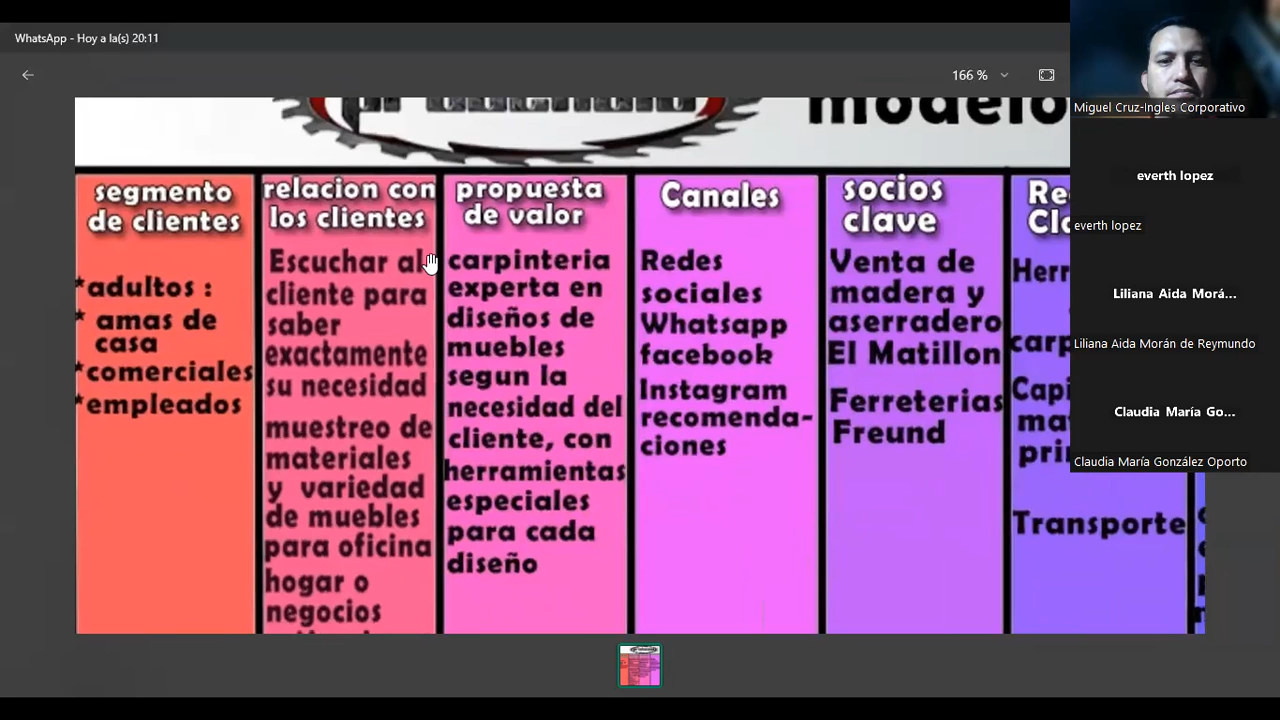 WhatsApp - Hoy a la(s) 20:11
166 %
modelo
segmento
de clientes
*adultos :
* amas de
casa
*comerciales
*empleados
relacion con
los clientes
Escuchar al
cliente para
saber
exactamente
su necesidad
muestreo de
materiales
y variedad
de muebles
para oficina
hogar o
negocios
propuesta
de valor
carpinteria
experta en
diseños de
muebles
segun la
necesidad del
cliente, con
herramientas
especiales
para cada
diseño
Canales
Redes
sociales
Whatsapp
facebook
Instagram
recomenda-
ciones
socios
clave
Venta de
madera y
aserradero
El Matillon
Ferreterias
Freund
Transporte
Miguel Cruz-Ingles Corporativo
everth lopez
everth lopez
Liliana Aida Morá...
Liliana Aida Morán de Reymundo
Claudia María Go...
Claudia María González Oporto